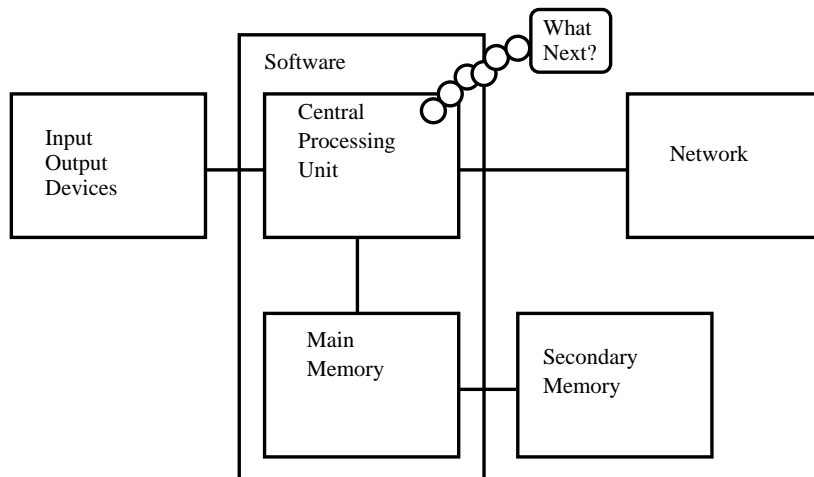 What
Next?
Software
Input
Output
Devices
Central
Processing
Unit
Network
Main
Memory
Secondary
Memory